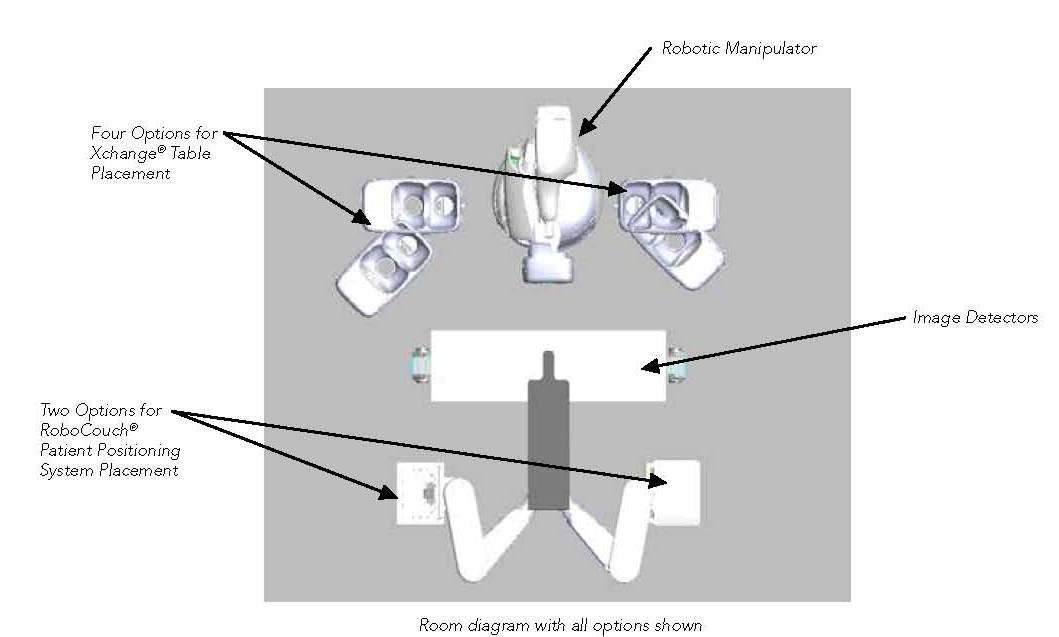 Robotic Manipulator
Four Options for
Xchange® Table
Placement
Image Detectors
Two Options for
RoboCouch®
Patient Positioning
System Placement
Room diagram with all options shown